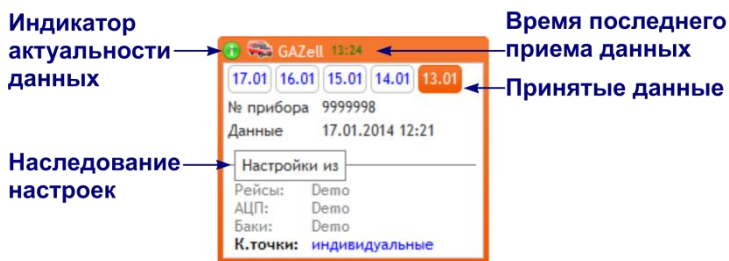 Индикатор
актуальности
данных
Время последнего
приема данных
GAZell 13:24
17.01 16.01 15.01 14.01 13.01
Принятые данные
№ прибора 9999998
Данные 17.01.2014 12:21
Наследование
настроек
Настройки из
Рейсы: Demo
АЦП: Demo
Баки: Demo
К.точки: индивидуальные